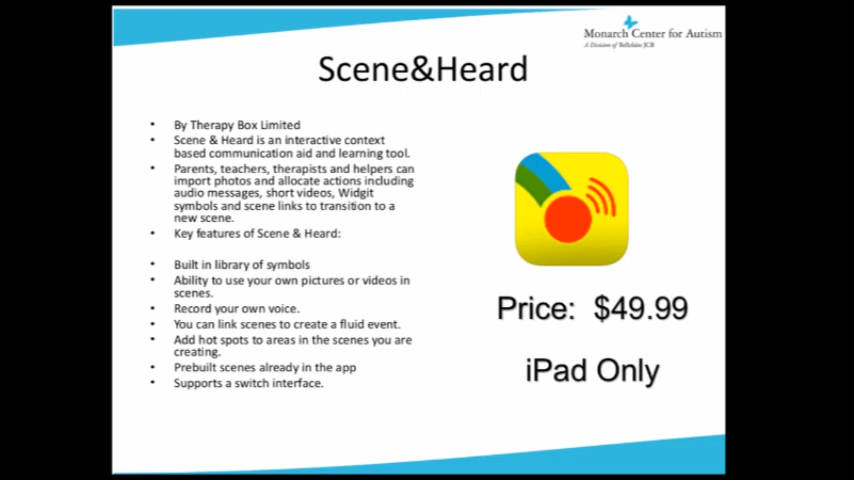 Monarch Center for Autism
A Division of Bellefaire JCB
Scene&Heard
• By Therapy Box Limited
• Scene & Heard is an interactive context
based communication aid and learning tool.
• Parents, teachers, therapists and helpers can
import photos and allocate actions including
audio messages, short videos, Widgit
symbols and scene links to transition to a
new scene.
• Key features of Scene & Heard:
• Built in library of symbols
• Ability to use your own pictures or videos in
scenes.
• Record your own voice.
• You can link scenes to create a fluid event.
• Add hot spots to areas in the scenes you are
creating.
• Prebuilt scenes already in the app
• Supports a switch interface.
Price: $49.99
iPad Only